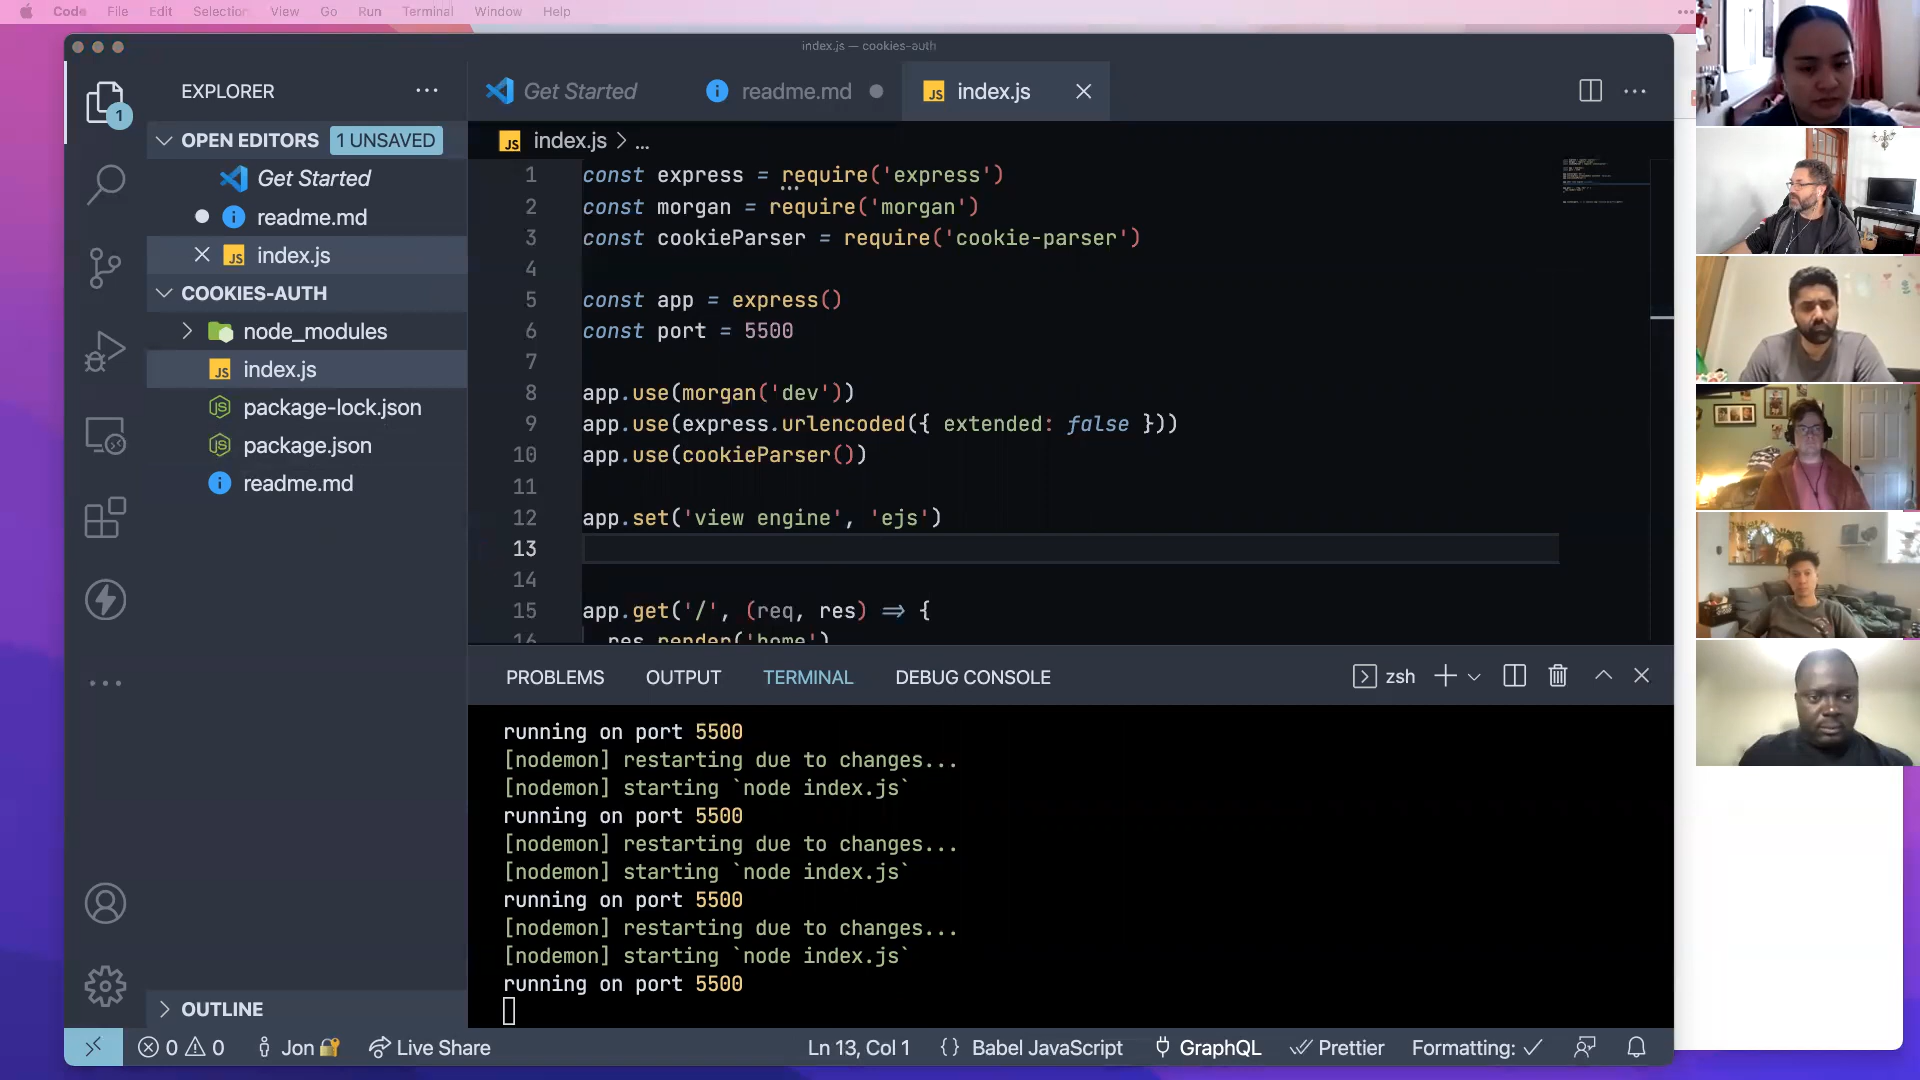 Code File Edit Selection View Go Run Terminal Window Help
index.js — cookies-auth
EXPLORER
1
OPEN EDITORS 1 UNSAVED
Get Started
readme.md
index.js
COOKIES-AUTH
node_modules
index.js
package-lock.json
package.json
readme.md
OUTLINE
Get Started readme.md index.js
index.js > ...
1 const express = require('express')
2 const morgan = require('morgan')
3 const cookieParser = require('cookie-parser')
4
5 const app = express()
6 const port = 5500
7
8 app.use(morgan('dev'))
9 app.use(express.urlencoded({ extended: false }))
10 app.use(cookieParser())
11
12 app.set('view engine', 'ejs')
13
14
15 app.get('/', (req, res) => {
16 res.render('home')
PROBLEMS OUTPUT TERMINAL DEBUG CONSOLE zsh
running on port 5500
[nodemon] restarting due to changes...
[nodemon] starting `node index.js`
running on port 5500
[nodemon] restarting due to changes...
[nodemon] starting `node index.js`
running on port 5500
[nodemon] restarting due to changes...
[nodemon] starting `node index.js`
running on port 5500
0 0 Jon Live Share Ln 13, Col 1 {} Babel JavaScript GraphQL Prettier Formatting: ✓